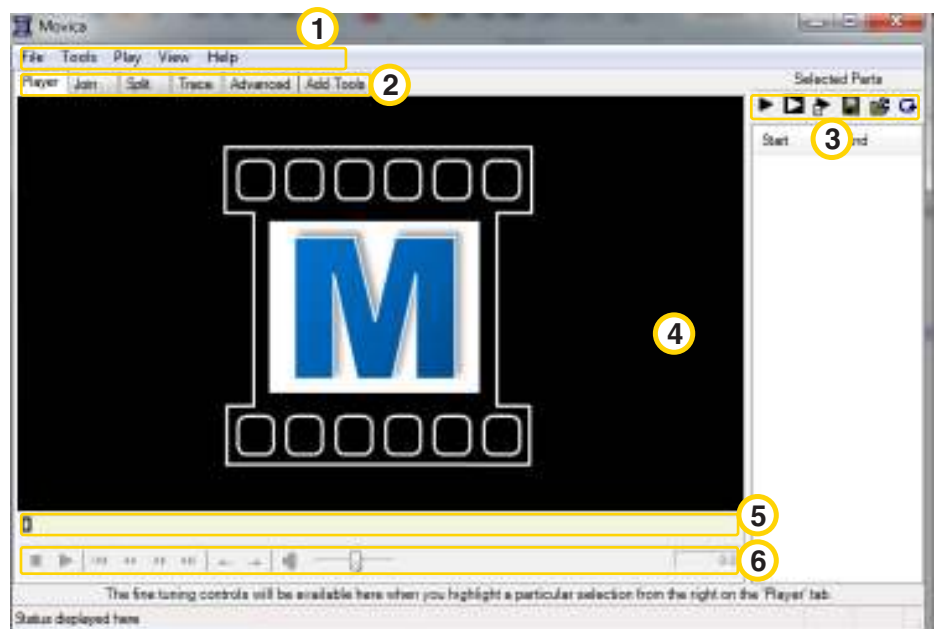 Movica
1
File Tools Play View Help
Player Join Split Trace Advanced Add Tools
2
Selected Parts
3
Start nd
M
4
5
6
The fine tuning controls will be available here when you highlight a particular selection from the right on the 'Player' tab.
Status displayed here